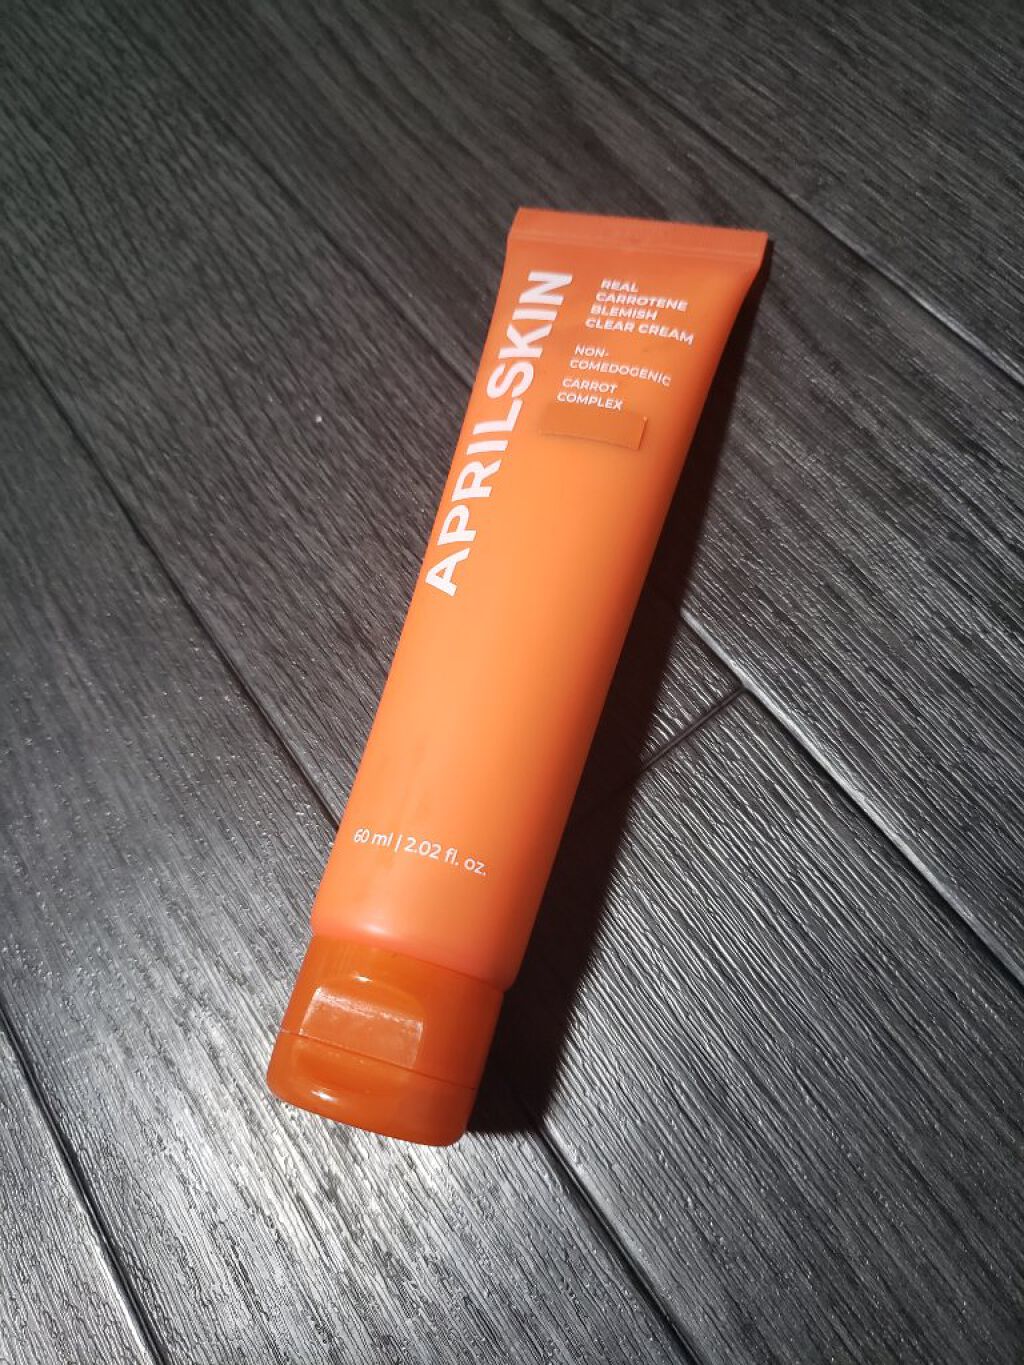 APRILSKIN
REAL
CARROTENE
BLEMISH
CLEAR CREAM
NON-
COMEDOGENIC
CARROT
COMPLEX
60 ml | 2.02 fl. oz.